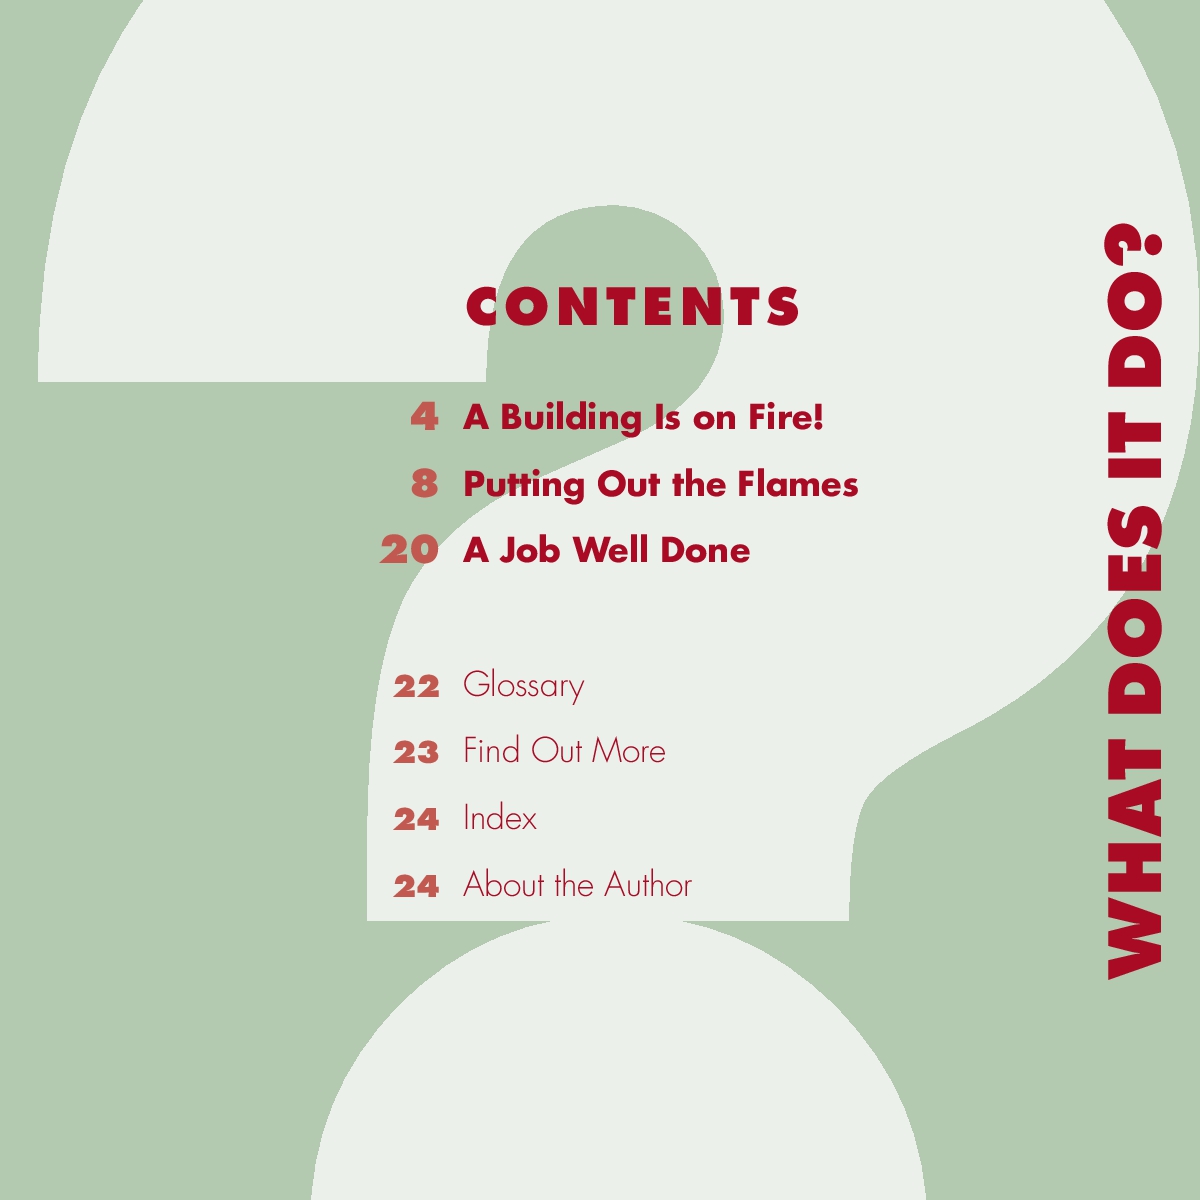 CONTENTS
4 A Building Is on Fire!
8 Putting Out the Flames
20 A Job Well Done
22 Glossary
23 Find Out More
24 Index
24 About the Author
WHAT DOES IT DO?